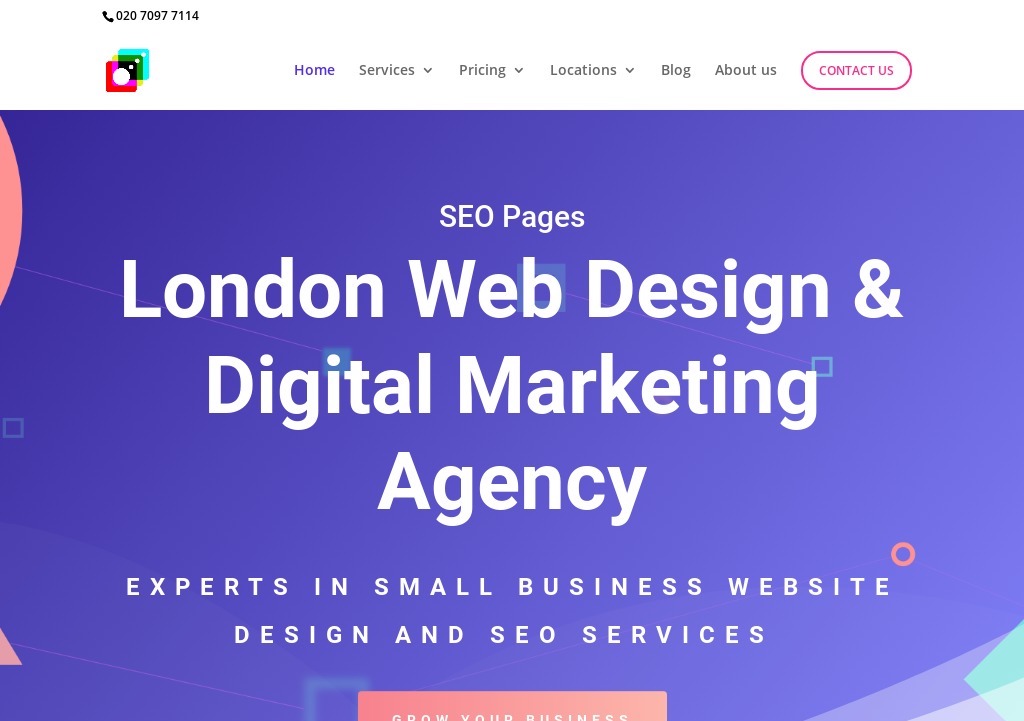 020 7097 7114
Home Services Pricing Locations Blog About us CONTACT US
SEO Pages
London Web Design &
Digital Marketing
Agency
EXPERTS IN SMALL BUSINESS WEBSITE
DESIGN AND SEO SERVICES
GROW YOUR BUSINESS